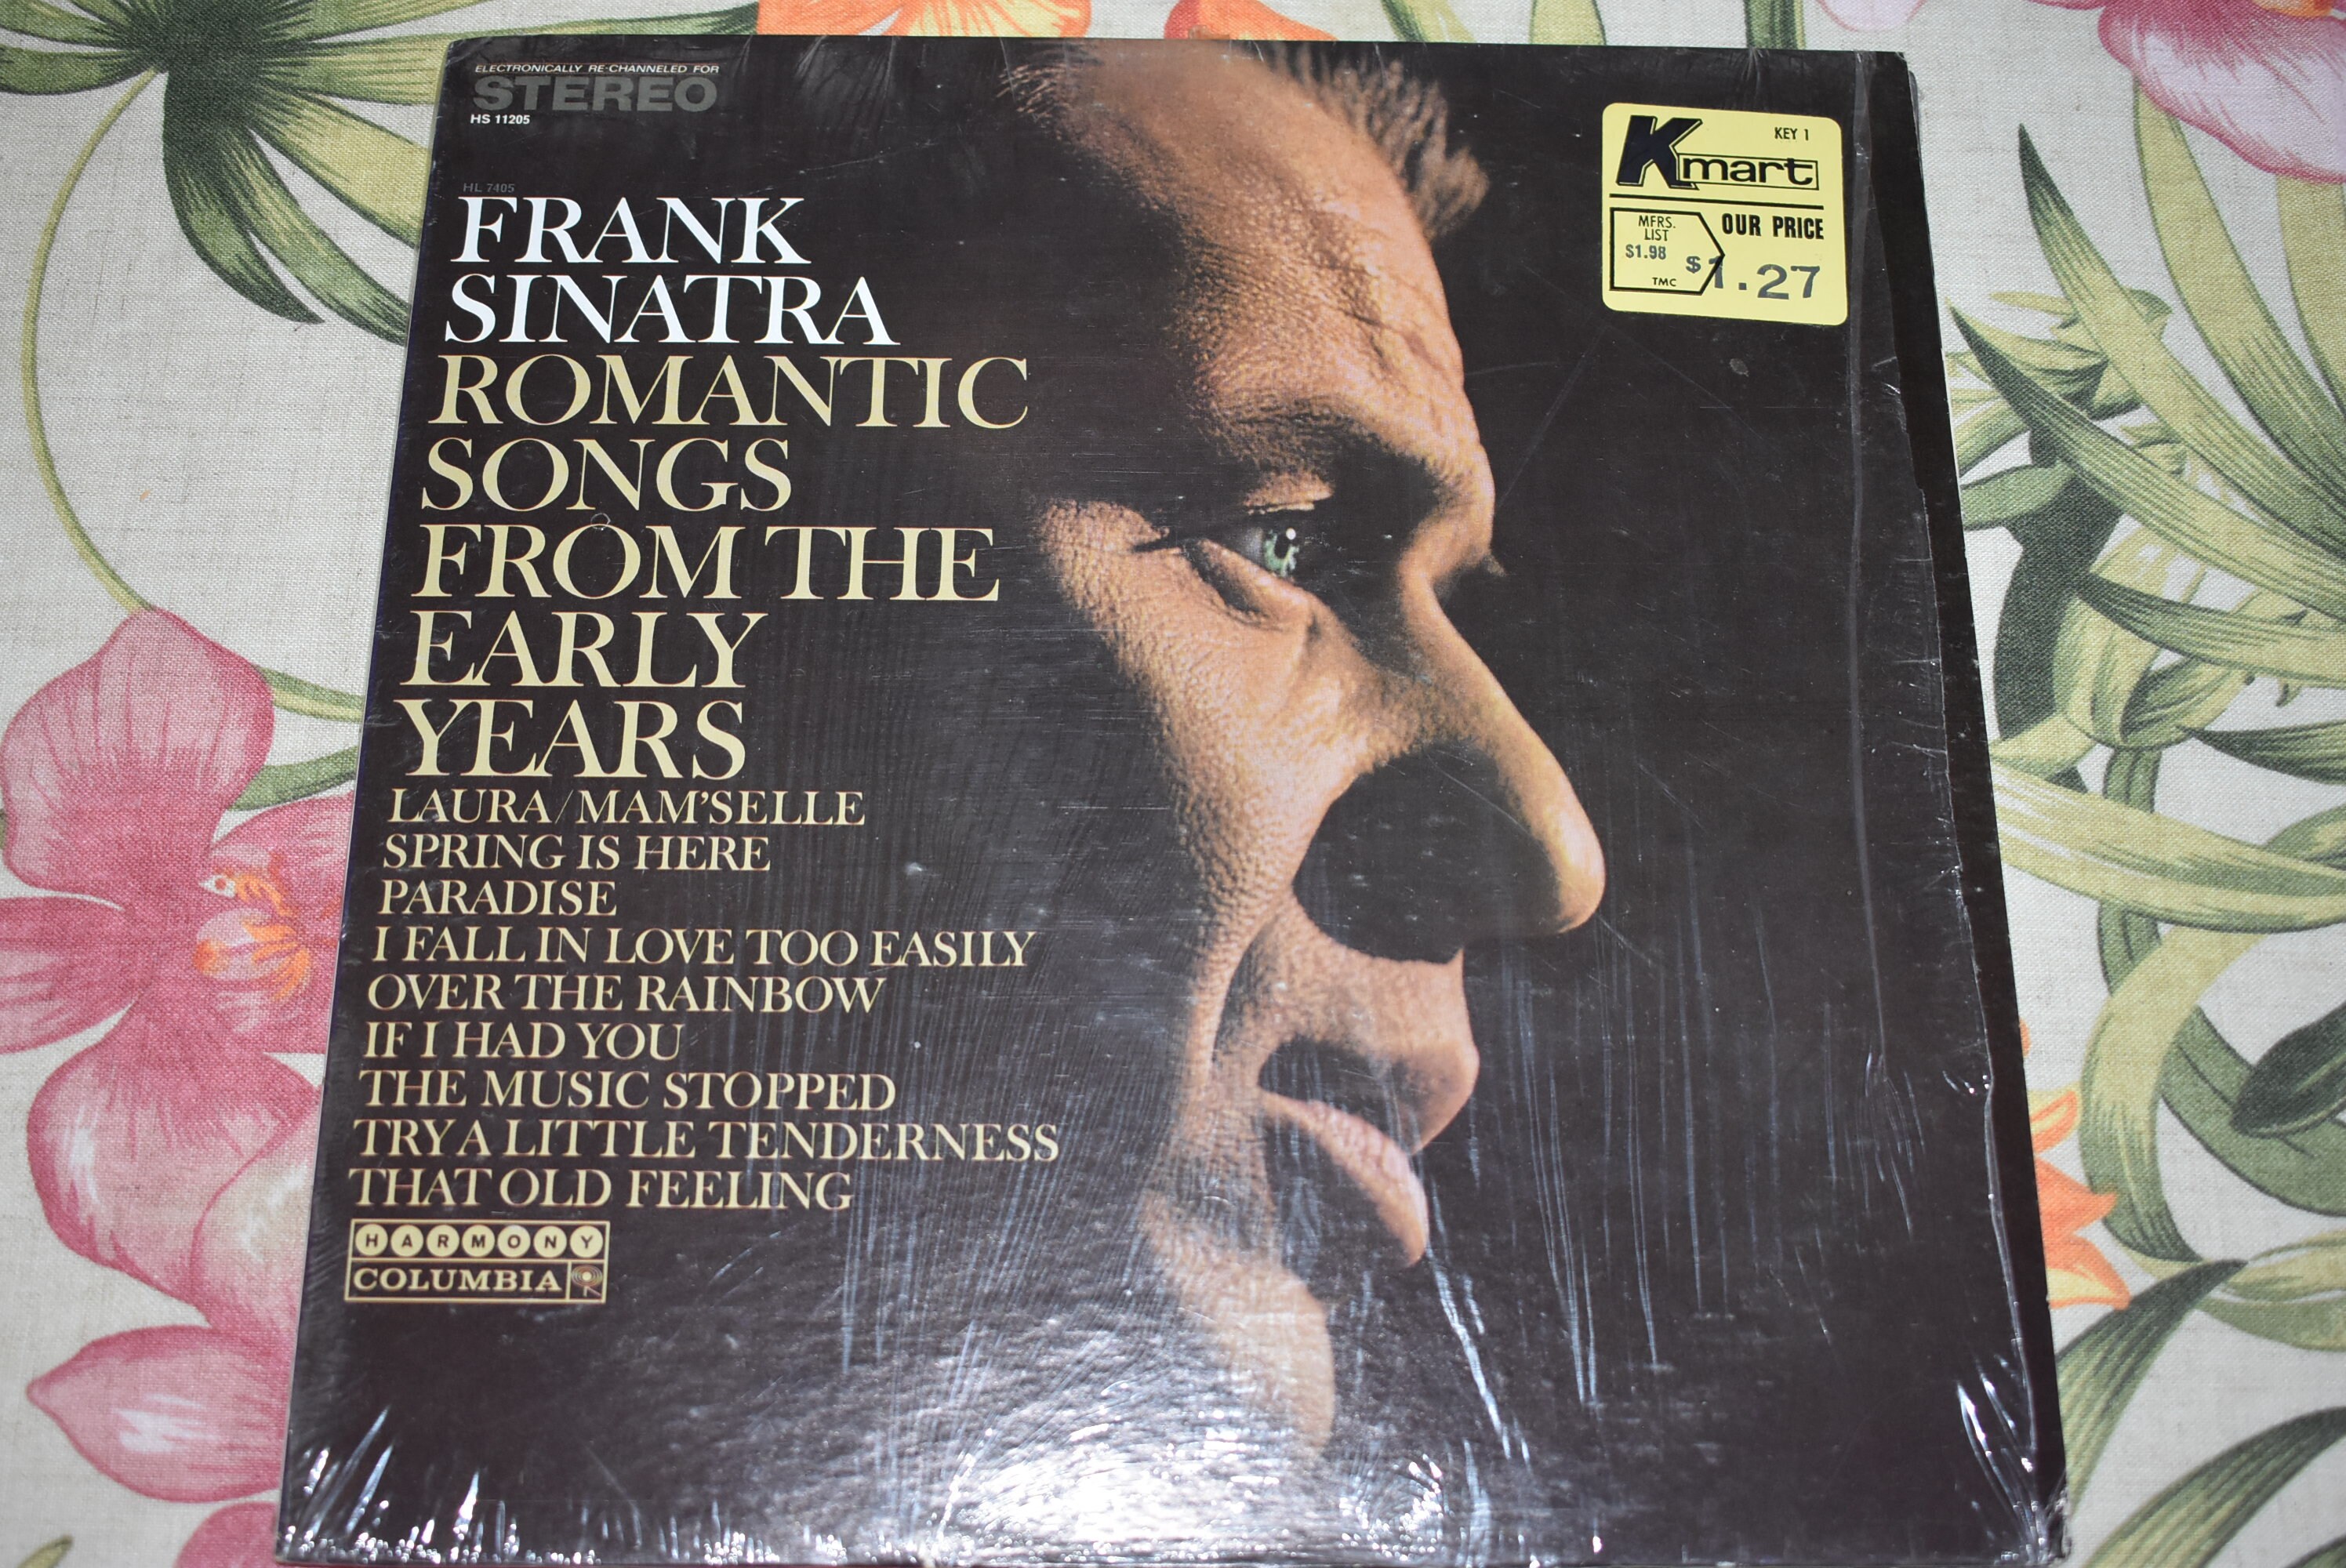 ELECTRONICALLY RE-CHANNELED FOR
STEREO
HS 11205
HL 7405
FRANK
SINATRA
ROMANTIC
SONGS
FROM THE
EARLY
YEARS
LAURA/MAM'SELLE
SPRING IS HERE
PARADISE
I FALL IN LOVE TOO EASILY
OVER THE RAINBOW
IF I HAD YOU
THE MUSIC STOPPED
TRY A LITTLE TENDERNESS
THAT OLD FEELING
HARMONY
COLUMBIA
KEY 1
Kmart
MFRS.
LIST
$1.98
TMC
OUR PRICE
$1.27